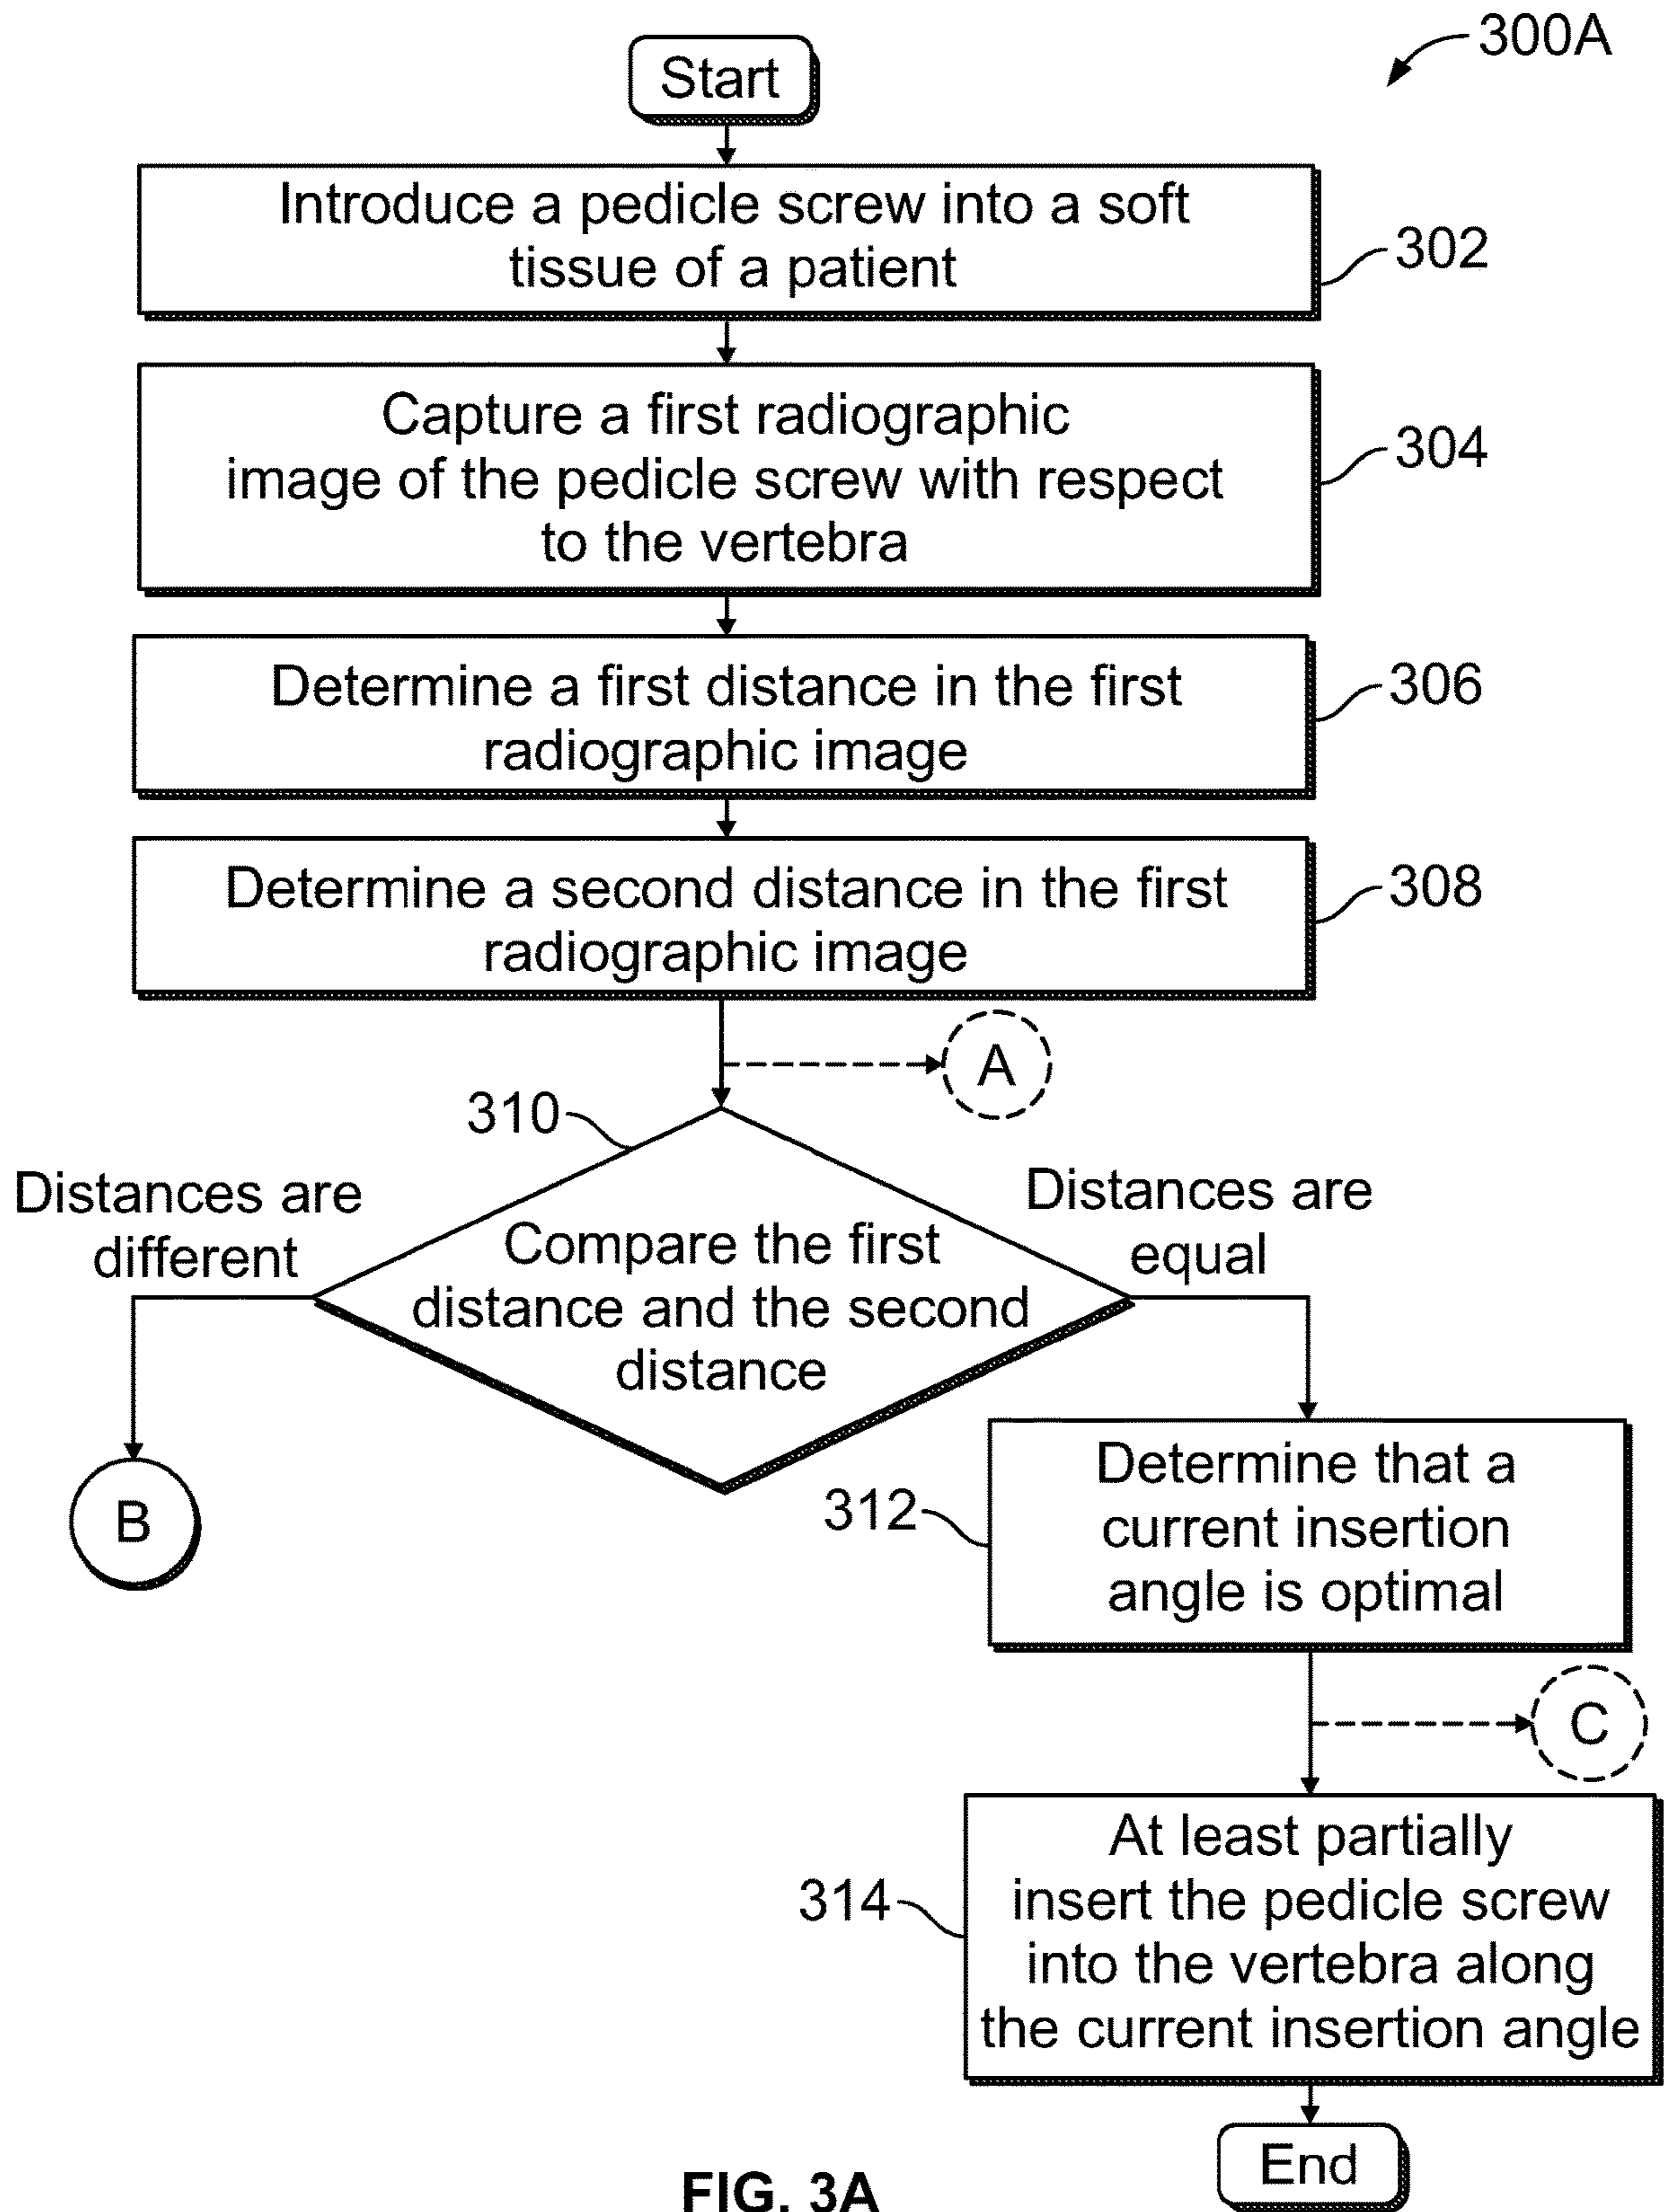 300A
Start
Introduce a pedicle screw into a soft
tissue of a patient
302
Capture a first radiographic
image of the pedicle screw with respect
to the vertebra
304
Determine a first distance in the first
radiographic image
306
Determine a second distance in the first
radiographic image
308
A
310
Distances are
different
Compare the first
distance and the second
distance
Distances are
equal
B
312
Determine that a
current insertion
angle is optimal
C
314
At least partially
insert the pedicle screw
into the vertebra along
the current insertion angle
End
FIG. 3A